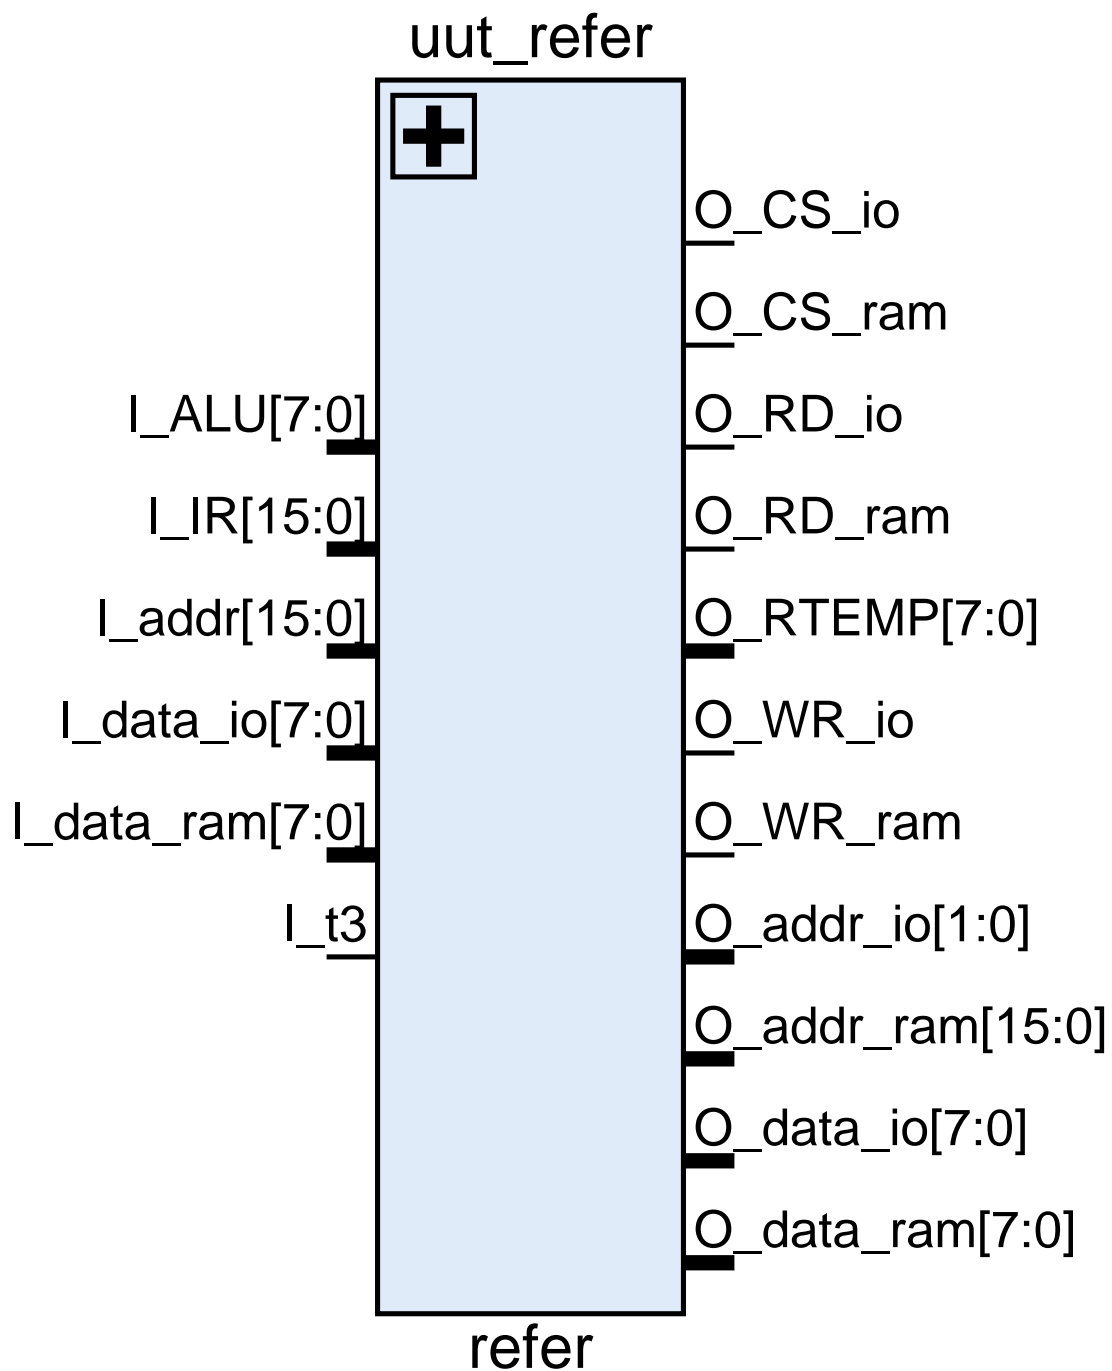 uut_refer
O_CS_io
O_CS_ram
I_ALU[7:0]
O_RD_io
I_IR[15:0]
O_RD_ram
I_addr[15:0]
O_RTEMP[7:0]
I_data_io[7:0]
O_WR_io
I_data_ram[7:0]
O_WR_ram
I_t3
O_addr_io[1:0]
O_addr_ram[15:0]
O_data_io[7:0]
O_data_ram[7:0]
refer